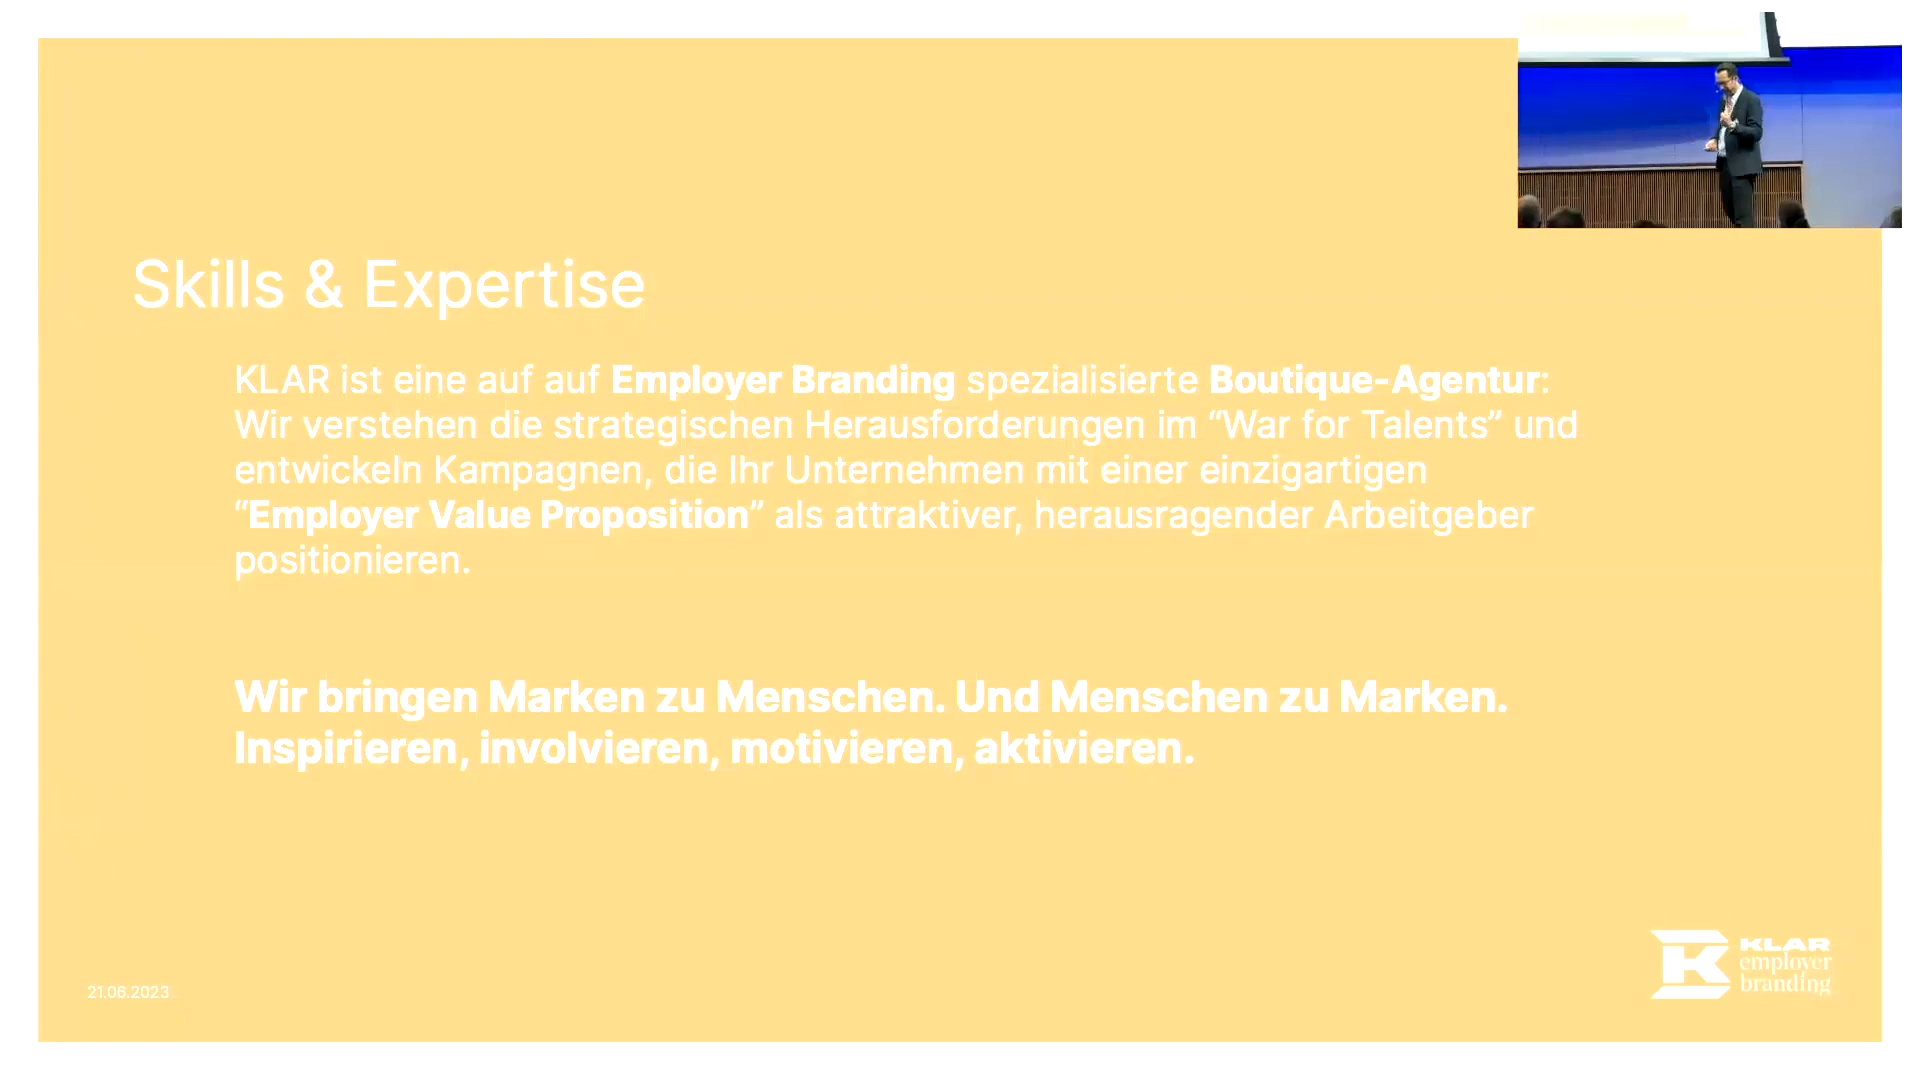 Skills & Expertise
KLAR ist eine auf auf Employer Branding spezialisierte Boutique-Agentur:
Wir verstehen die strategischen Herausforderungen im “War for Talents” und
entwickeln Kampagnen, die Ihr Unternehmen mit einer einzigartigen
“Employer Value Proposition” als attraktiver, herausragender Arbeitgeber
positionieren.
Wir bringen Marken zu Menschen. Und Menschen zu Marken.
Inspirieren, involvieren, motivieren, aktivieren.
21.06.2023
KLAR
employer
branding